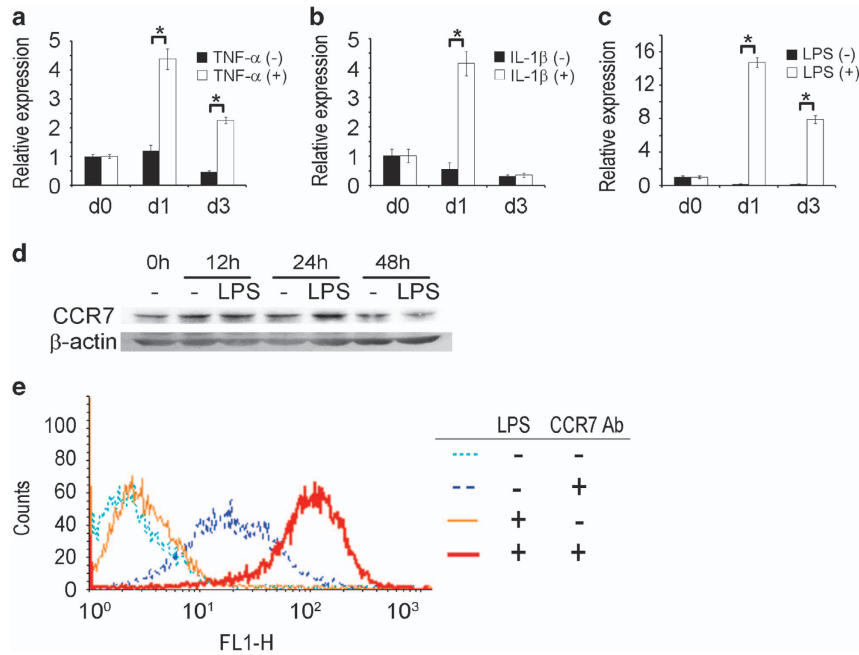 a
Relative expression
5
4
3
2
1
0
d0 d1 d3
*
*
TNF-α (-)
TNF-α (+)
b
Relative expression
5
4
3
2
1
0
d0 d1 d3
*
IL-1β (-)
IL-1β (+)
c
Relative expression
16
12
8
4
0
d0 d1 d3
*
*
LPS (-)
LPS (+)
d
0h 12h 24h 48h
- - LPS - LPS - LPS
CCR7
β-actin
e
Counts
100
80
60
40
20
0
10⁰ 10¹ 10² 10³
FL1-H
LPS CCR7 Ab
- -
- +
+ -
+ +